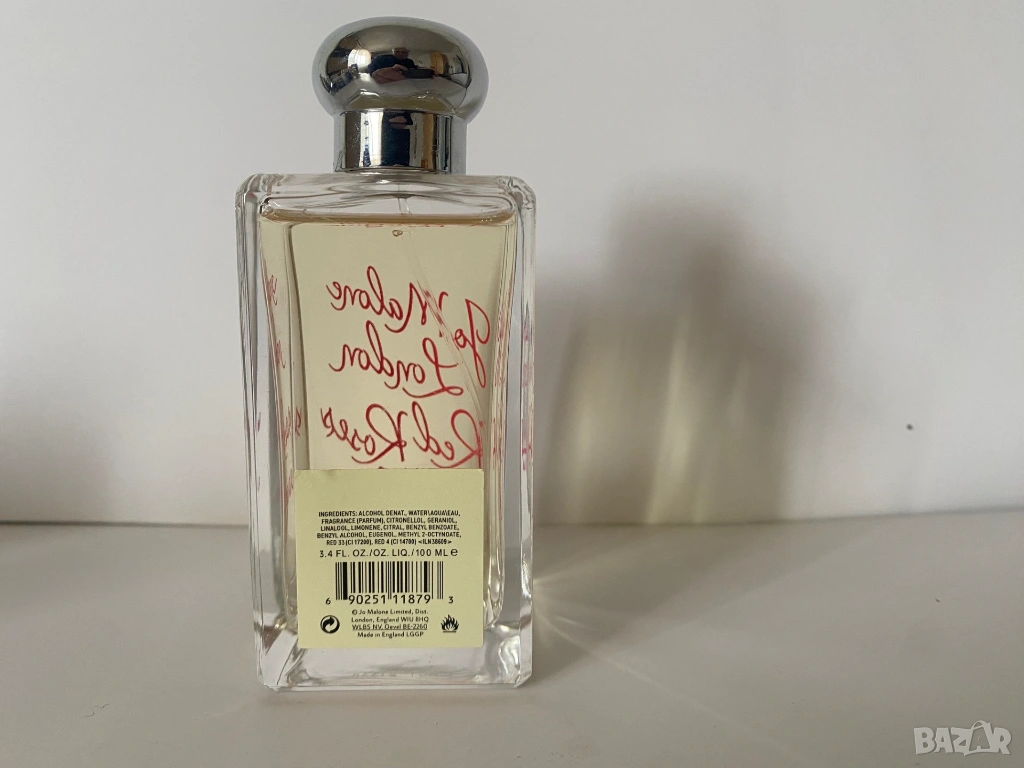 Jo Malone
London
Red Roses
INGREDIENTS: ALCOHOL DENAT., WATER\AQUA\EAU,
FRAGRANCE (PARFUM), CITRONELLOL, GERANIOL,
LINALOOL, LIMONENE, CITRAL, BENZYL BENZOATE,
BENZYL ALCOHOL, EUGENOL, METHYL 2-OCTYNOATE,
RED 33 (CI 17200), RED 4 (CI 14700) <ILN38609>
3.4 FL. OZ./OZ. LIQ./100 ML e
6 90251 11879 3
© Jo Malone Limited, Dist.
London, England W1U 8HQ
WLBS NV. Oevel BE-2260
Made in England LGGP
BAZAR